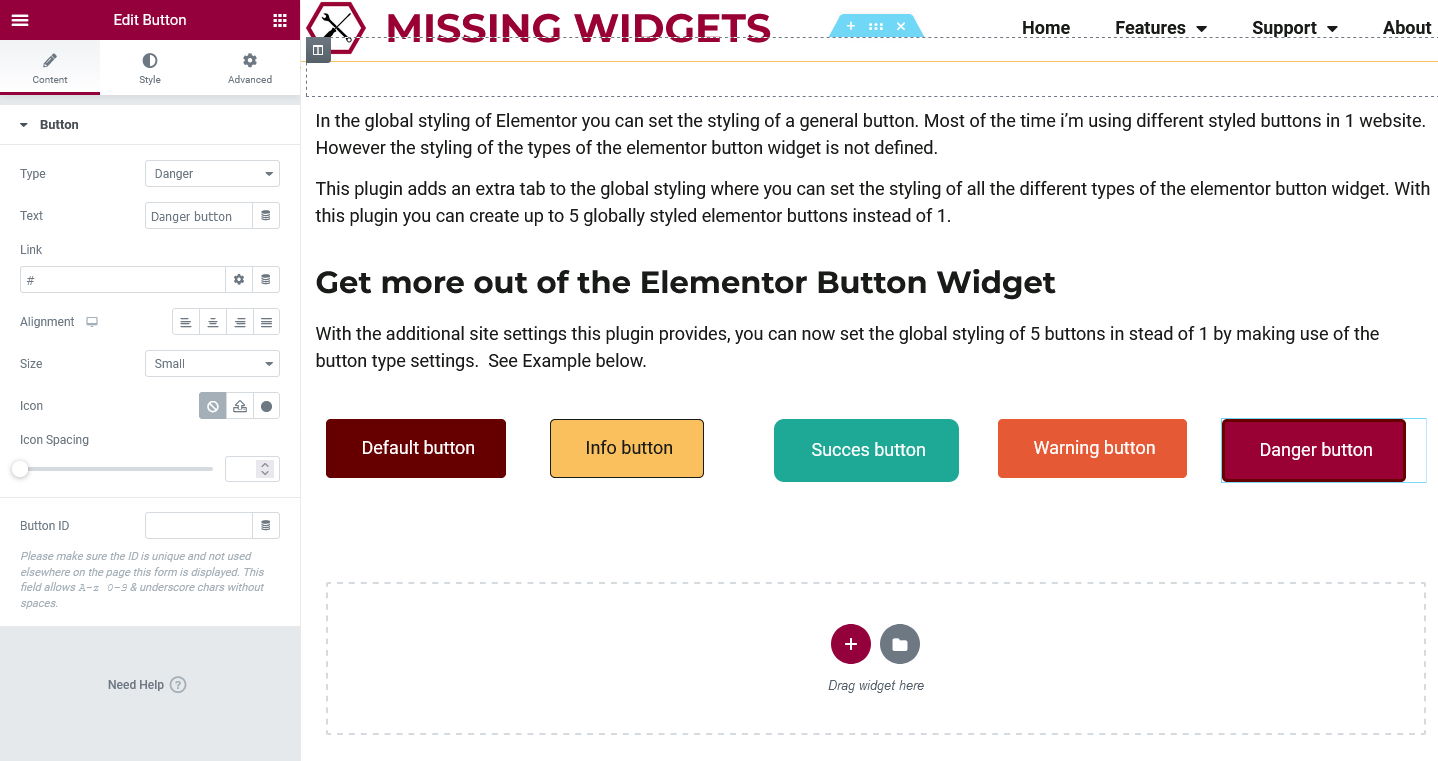 Edit Button
Content
Style
Advanced
Button
Type
Danger
Text
Danger button
Link
#
Alignment
Size
Small
Icon
Icon Spacing
Button ID
Please make sure the ID is unique and not used
elsewhere on the page this form is displayed. This
field allows A-z 0-9 & underscore chars without
spaces.
Need Help ?
MISSING WIDGETS
Home Features Support About
In the global styling of Elementor you can set the styling of a general button. Most of the time i’m using different styled buttons in 1 website.
However the styling of the types of the elementor button widget is not defined.
This plugin adds an extra tab to the global styling where you can set the styling of all the different types of the elementor button widget. With
this plugin you can create up to 5 globally styled elementor buttons instead of 1.
Get more out of the Elementor Button Widget
With the additional site settings this plugin provides, you can now set the global styling of 5 buttons in stead of 1 by making use of the
button type settings.  See Example below.
Default button
Info button
Succes button
Warning button
Danger button
Drag widget here